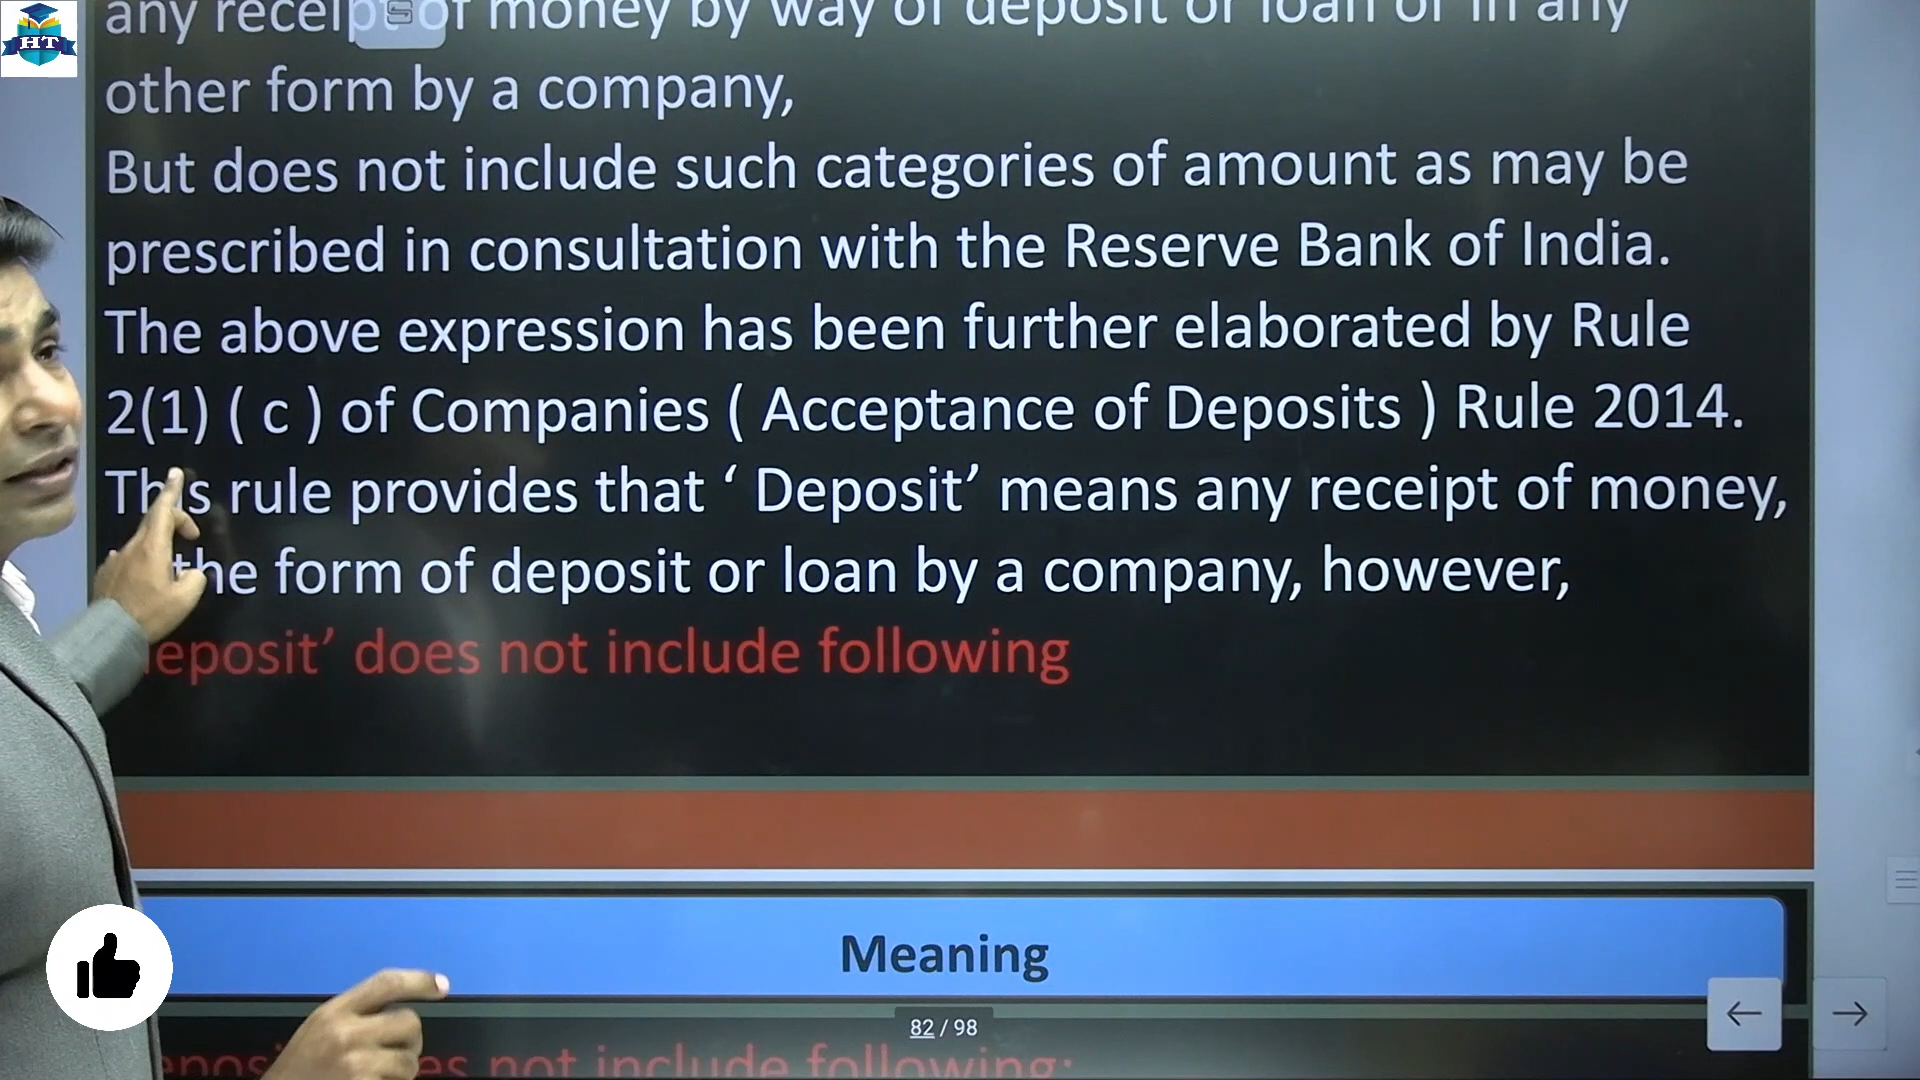 HT
any receipt of money by way of deposit or loan or in any
other form by a company,
But does not include such categories of amount as may be
prescribed in consultation with the Reserve Bank of India.
The above expression has been further elaborated by Rule
2(1) ( c ) of Companies ( Acceptance of Deposits ) Rule 2014.
This rule provides that ‘ Deposit’ means any receipt of money,
the form of deposit or loan by a company, however,
eposit’ does not include following
Meaning
82 / 98
not include following: